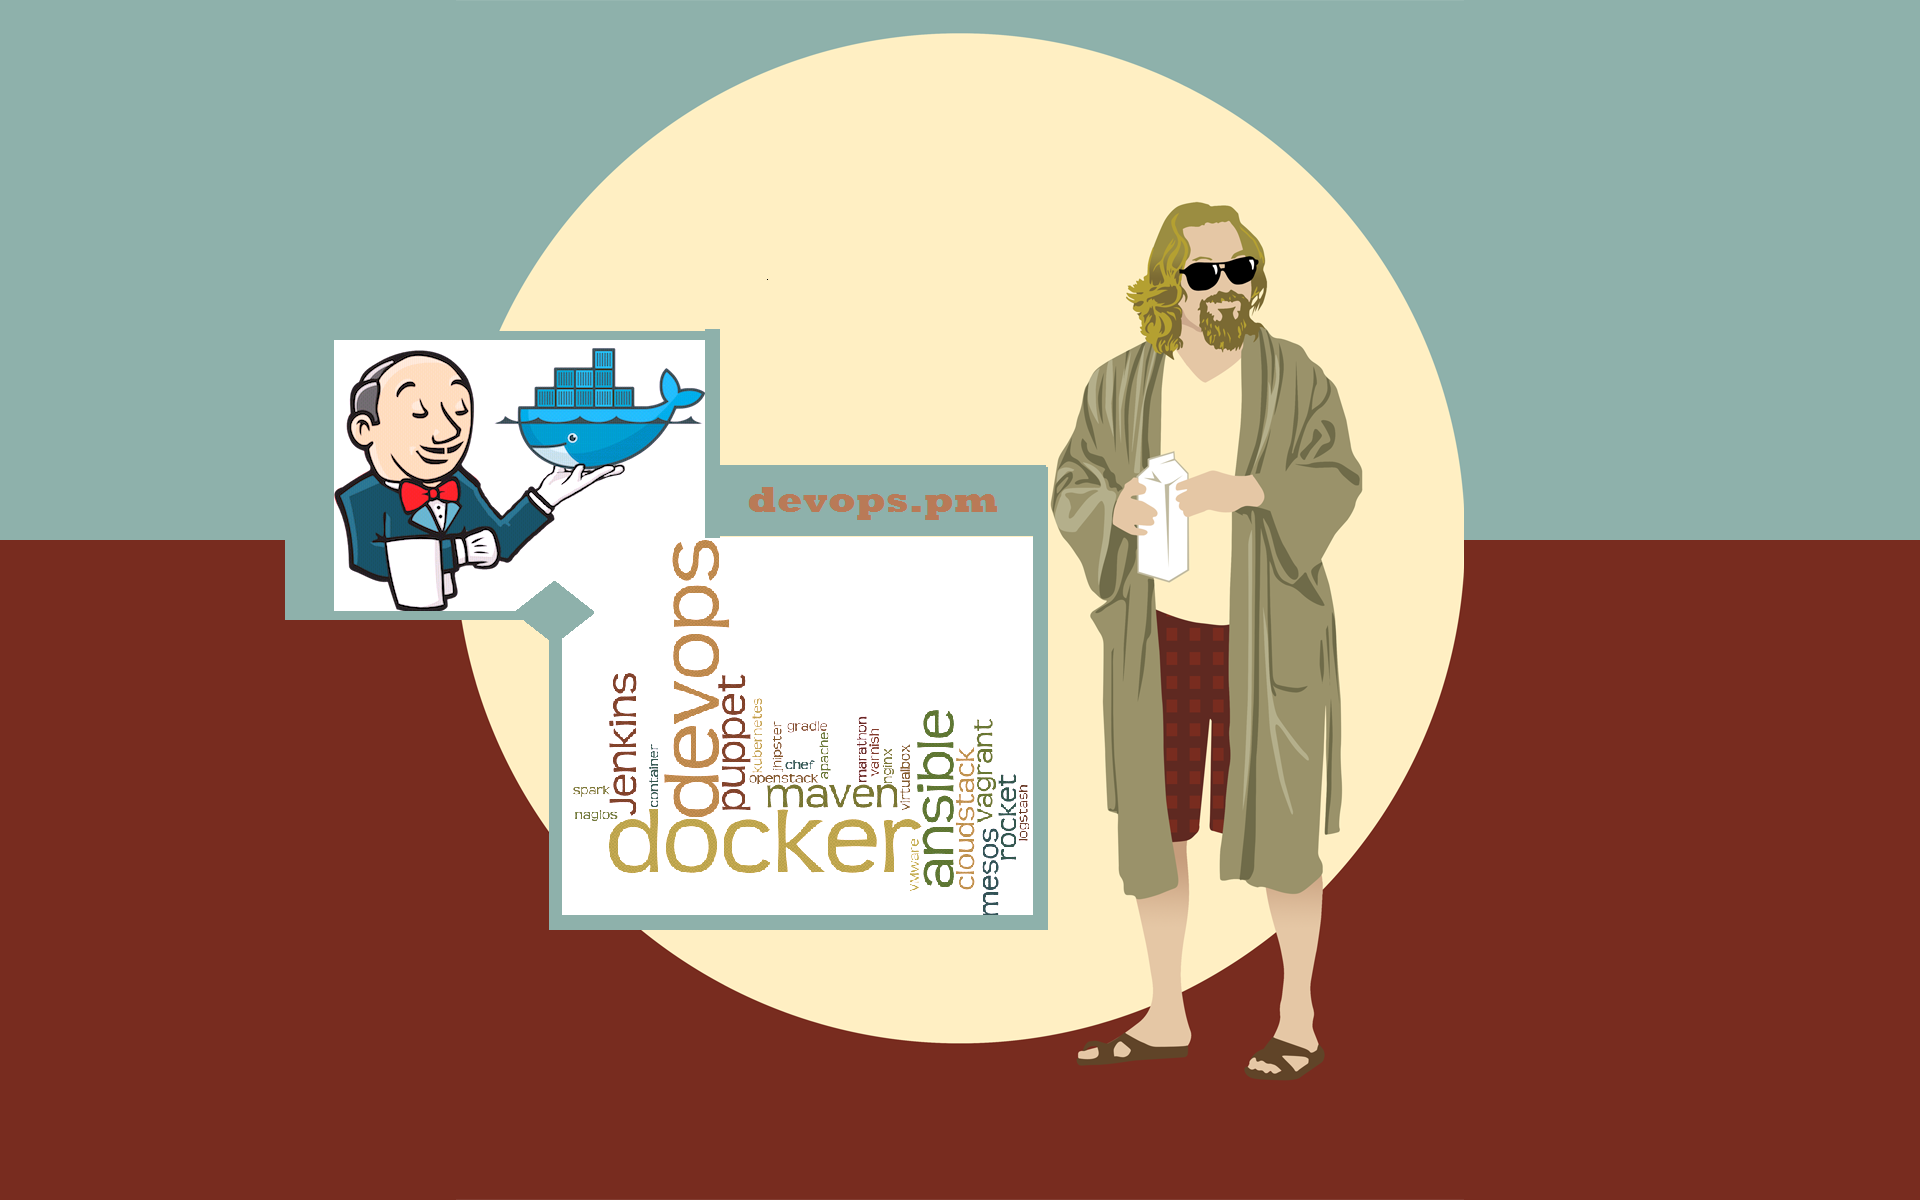 devops.pm
devops
Jenkins
puppet
container
kubernetes
jhipster
gradle
chef
apache
openstack
maven
marathon
varnish
nginx
virtualbox
ansible
cloudstack
vagrant
rocket
logstash
mesos
spark
nagios
docker
VMware